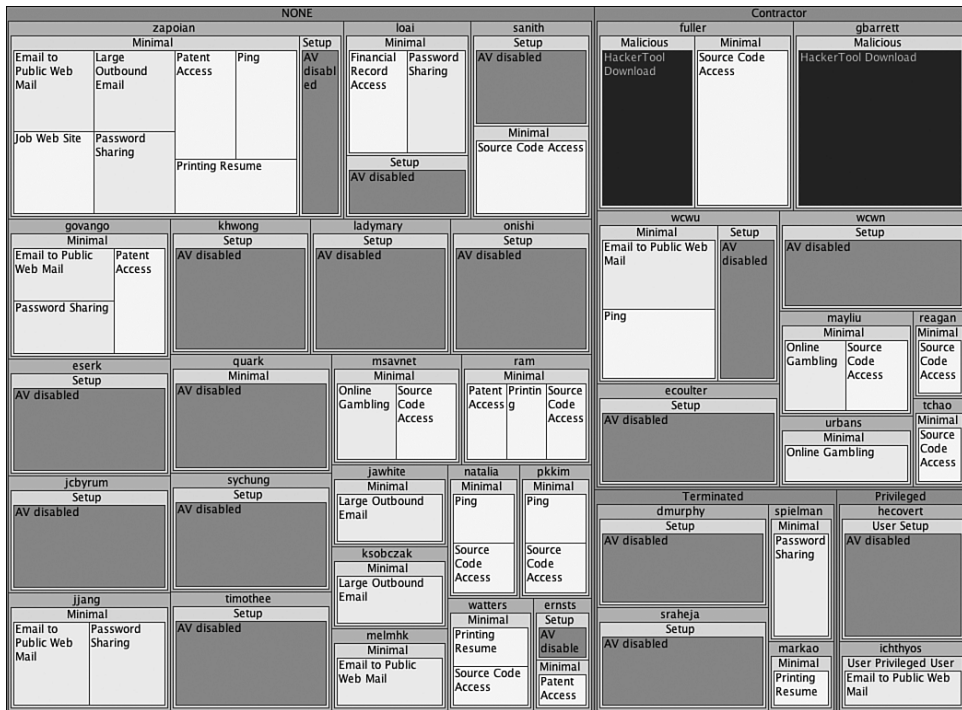 NONE
zapoian
Minimal
Email to
Public Web
Mail
Large
Outbound
Email
Patent
Access
Ping
Job Web Site
Password
Sharing
Printing Resume
Setup
AV
disabl
ed
loai
Minimal
Financial
Record
Access
Password
Sharing
Setup
AV disabled
sanith
Setup
AV disabled
Minimal
Source Code Access
govango
Minimal
Email to Public
Web Mail
Patent
Access
Password Sharing
khwong
Setup
AV disabled
ladymary
Setup
AV disabled
onishi
Setup
AV disabled
eserk
Setup
AV disabled
quark
Minimal
AV disabled
msavnet
Minimal
Online
Gambling
Source
Code
Access
ram
Minimal
Patent
Access
Printin
g
Source
Code
Access
jcbyrum
Setup
AV disabled
sychung
Setup
AV disabled
jawhite
Minimal
Large Outbound
Email
natalia
Minimal
Ping
Source
Code
Access
pkkim
Minimal
Ping
Source
Code
Access
ksobczak
Minimal
Large Outbound
Email
jjang
Minimal
Email to
Public Web
Mail
Password
Sharing
timothee
Setup
AV disabled
melmhk
Minimal
Email to Public
Web Mail
watters
Minimal
Printing
Resume
Source Code
Access
ernsts
Setup
AV
disable
Minimal
Patent
Access
Contractor
fuller
Malicious
HackerTool
Download
Minimal
Source Code
Access
gbarrett
Malicious
HackerTool Download
wcwu
Minimal
Email to Public Web
Mail
Ping
Setup
AV
disabled
wcwn
Setup
AV disabled
mayliu
Minimal
Online
Gambling
Source
Code
Access
reagan
Minimal
Source
Code
Access
ecoulter
Setup
AV disabled
urbans
Minimal
Online Gambling
tchao
Minimal
Source
Code
Access
Terminated
dmurphy
Setup
AV disabled
spielman
Minimal
Password
Sharing
sraheja
Setup
AV disabled
markao
Minimal
Printing
Resume
Privileged
hecovert
User Setup
AV disabled
ichthyos
User Privileged User
Email to Public Web
Mail